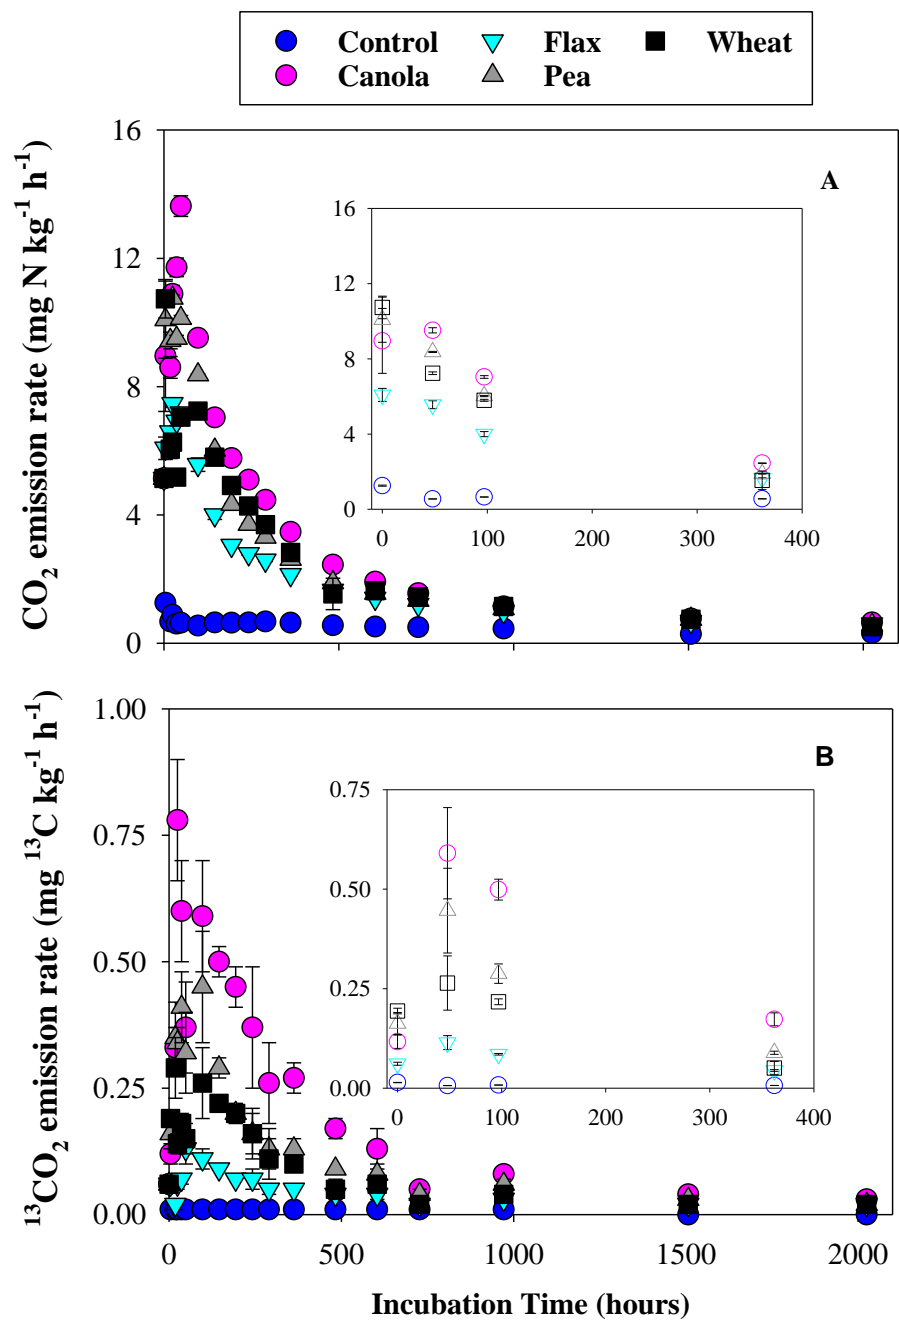 Control Flax Wheat
Canola Pea
CO₂ emission rate (mg N kg⁻¹ h⁻¹)
16
12
8
4
0
A
16
12
8
4
0
0 100 200 300 400
¹³CO₂ emission rate (mg ¹³C kg⁻¹ h⁻¹)
1.00
0.75
0.50
0.25
0.00
B
0.75
0.50
0.25
0.00
0 100 200 300 400
0 500 1000 1500 2000
Incubation Time (hours)